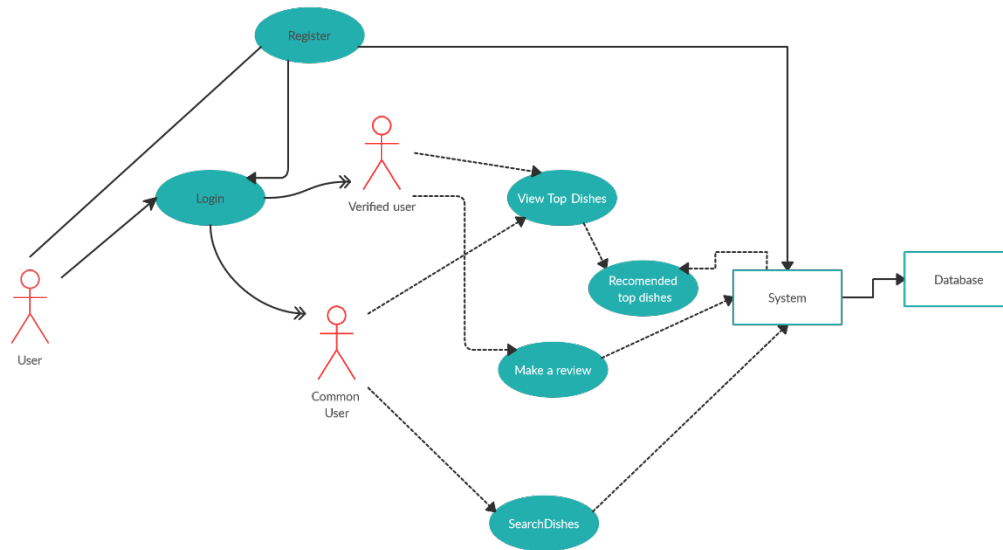 Register
Login
Verified user
View Top Dishes
Recomended
top dishes
System
Database
User
Common
User
Make a review
SearchDishes